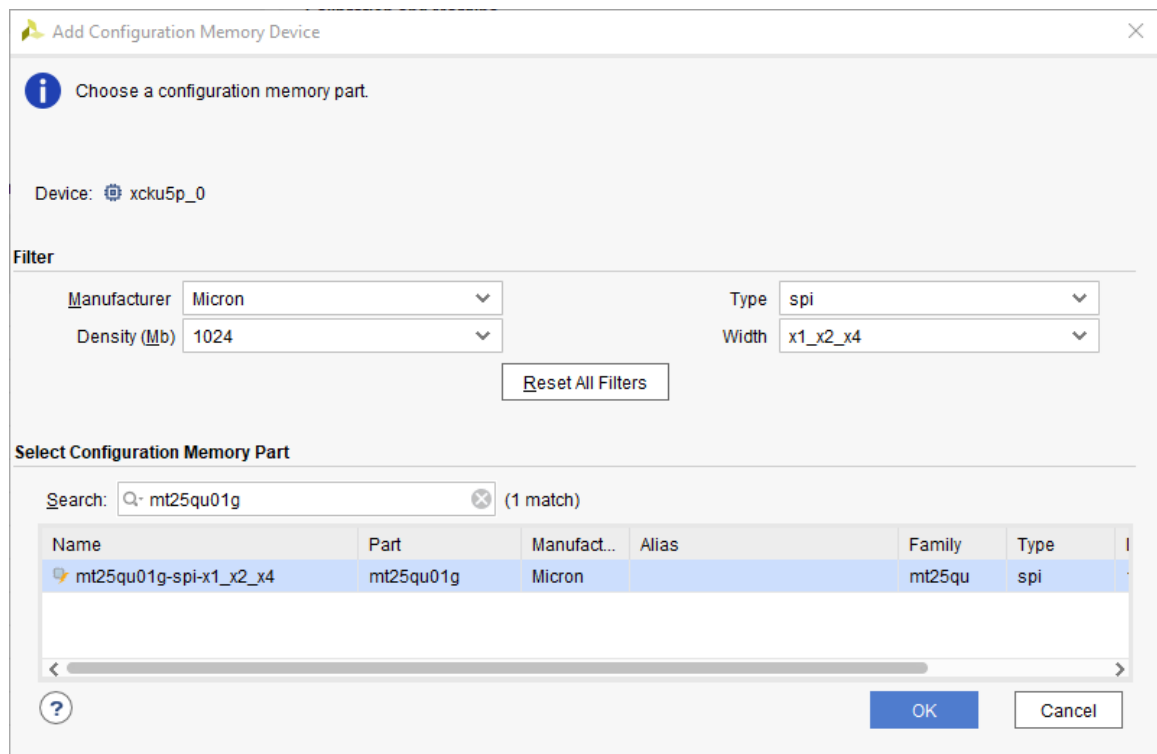 Add Configuration Memory Device
Choose a configuration memory part.
Device: xcku5p_0
Filter
Manufacturer Micron Type spi
Density (Mb) 1024 Width x1_x2_x4
Reset All Filters
Select Configuration Memory Part
Search: mt25qu01g (1 match)
Name Part Manufact... Alias Family Type
mt25qu01g-spi-x1_x2_x4 mt25qu01g Micron mt25qu spi
? OK Cancel